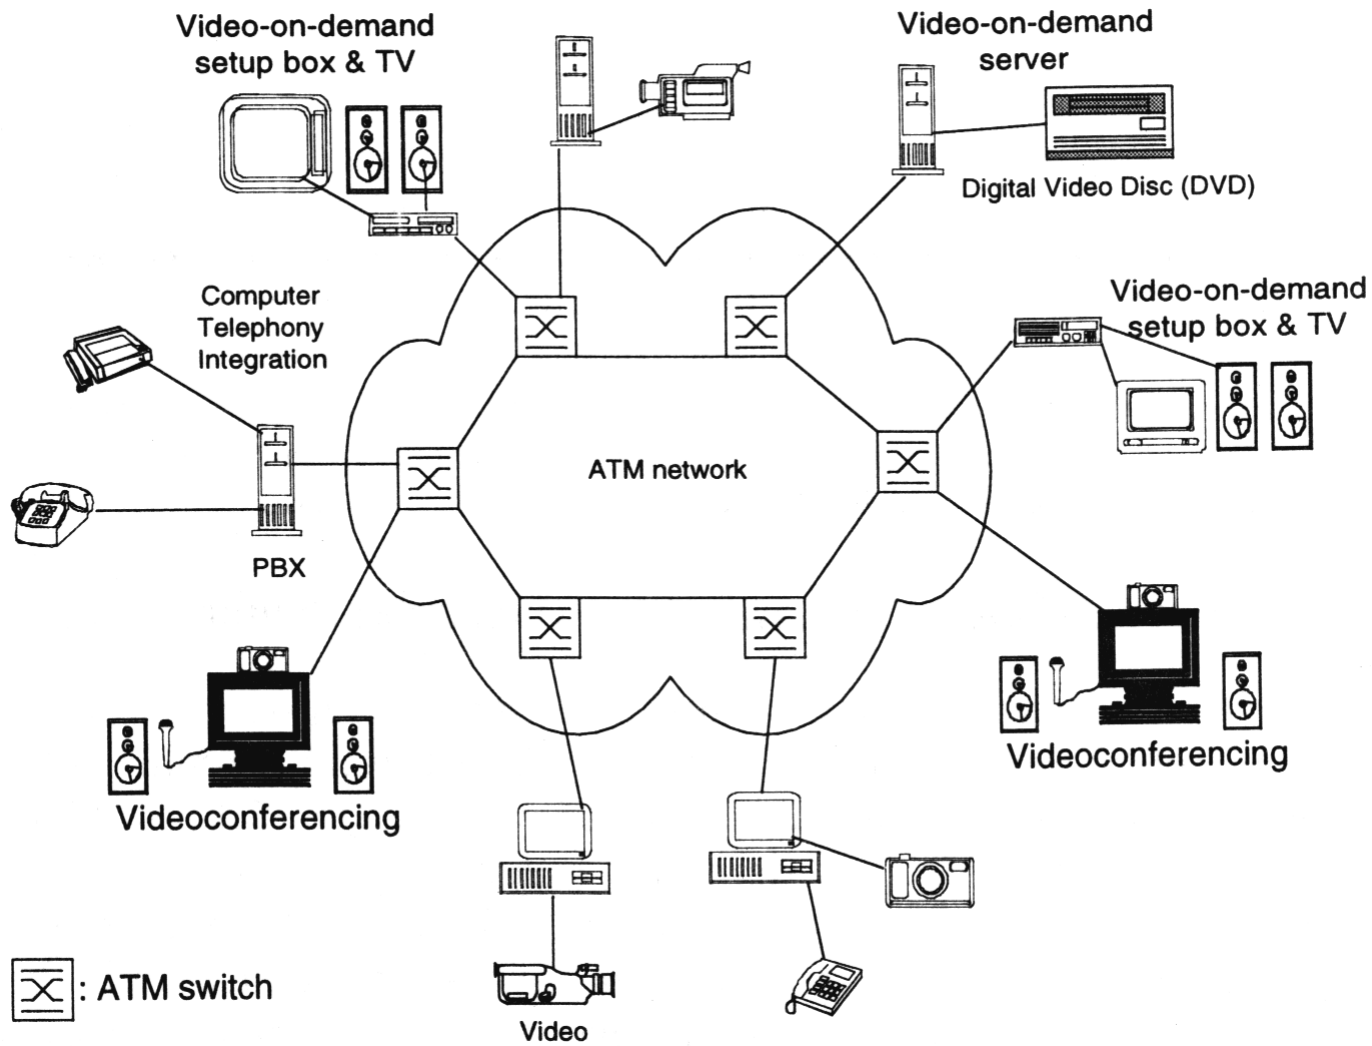 Video-on-demand
setup box & TV
Video-on-demand
server
Digital Video Disc (DVD)
Computer
Telephony
Integration
Video-on-demand
setup box & TV
ATM network
PBX
Videoconferencing
Videoconferencing
: ATM switch
Video